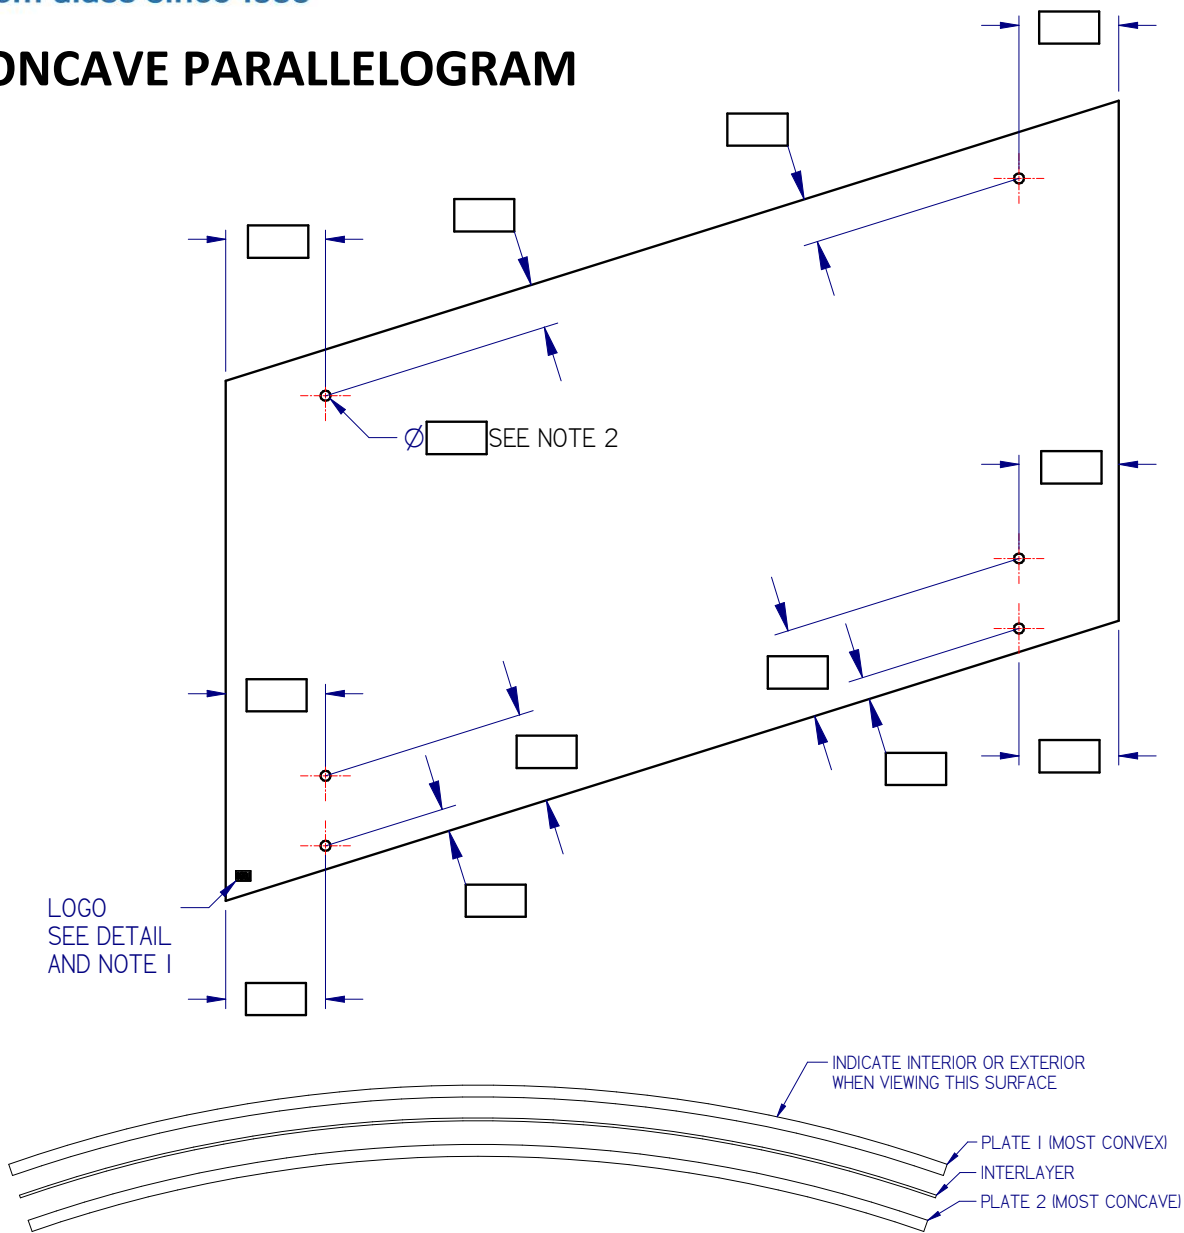 ONCAVE PARALLELOGRAM
Ø SEE NOTE 2
LOGO
SEE DETAIL
AND NOTE 1
INDICATE INTERIOR OR EXTERIOR
WHEN VIEWING THIS SURFACE
PLATE 1 (MOST CONVEX)
INTERLAYER
PLATE 2 (MOST CONCAVE)